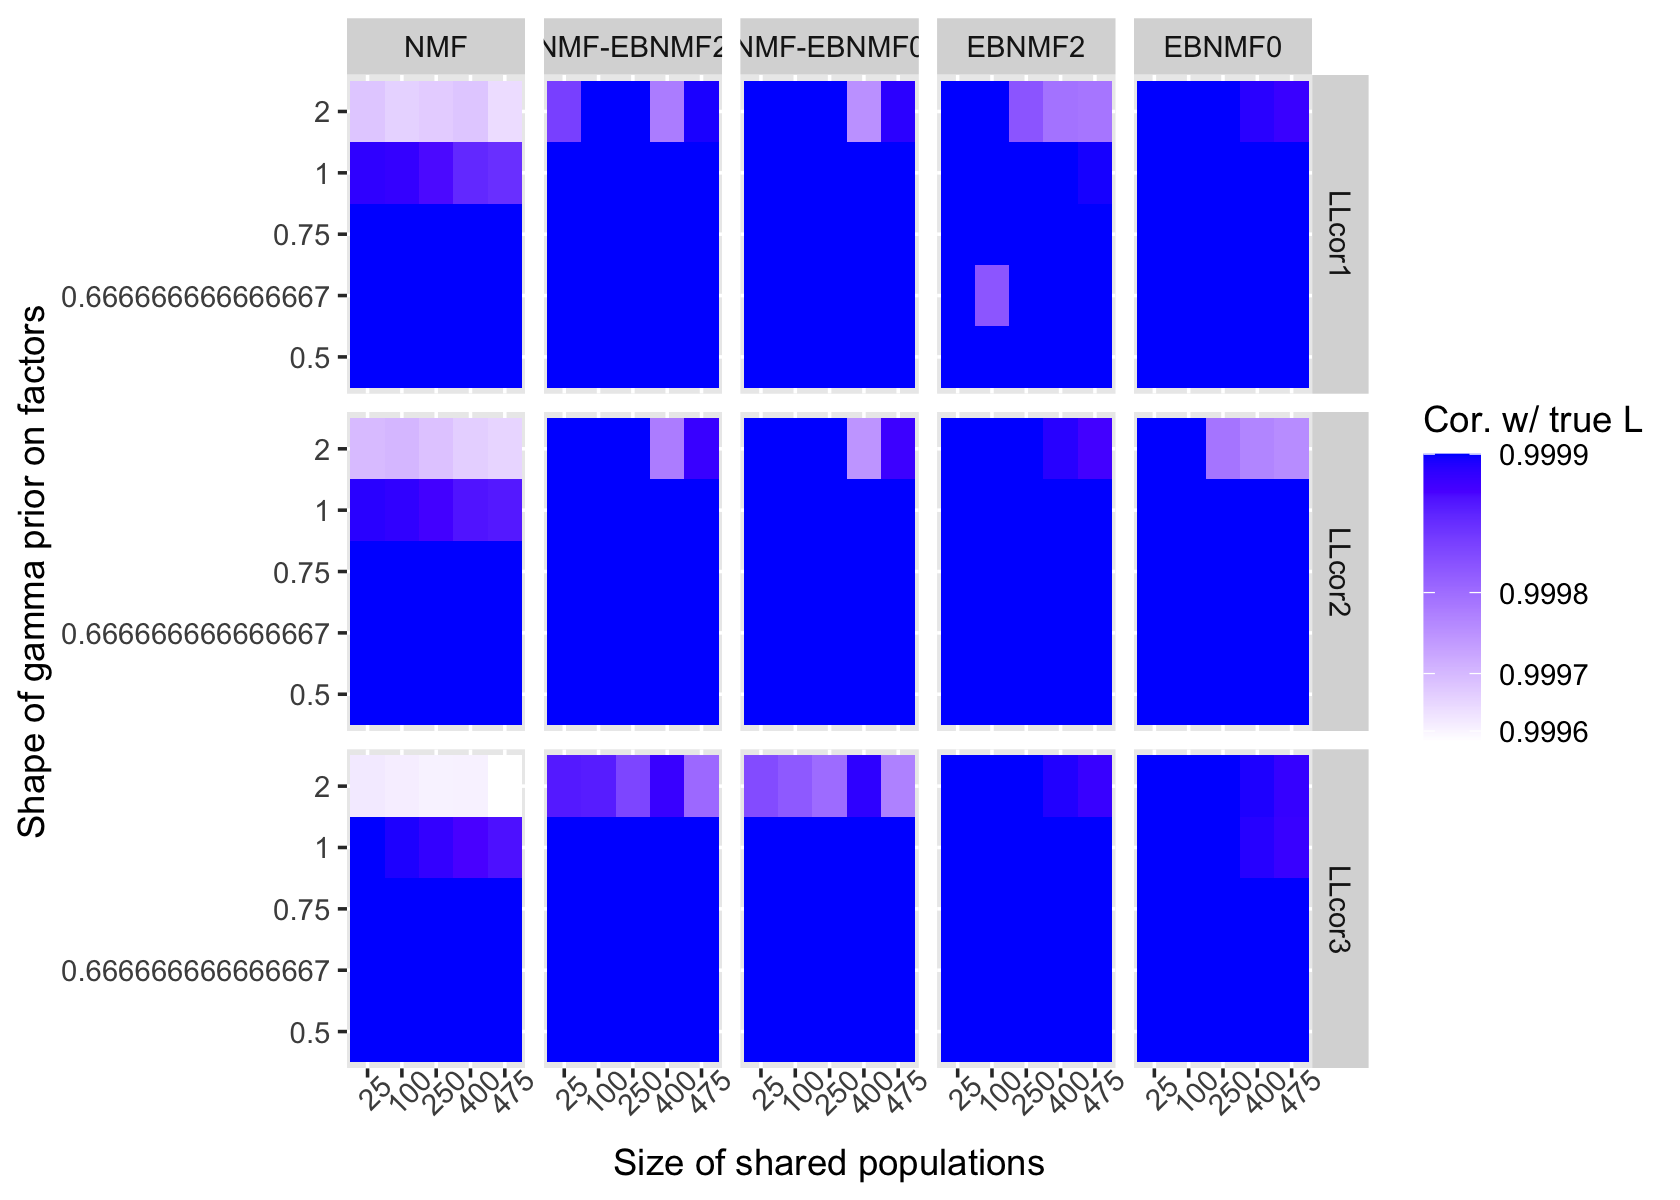 NMF
NMF-EBNMF2
NMF-EBNMF0
EBNMF2
EBNMF0
Shape of gamma prior on factors
2
1
0.75
0.666666666666667
0.5
LLcor1
2
1
0.75
0.666666666666667
0.5
LLcor2
2
1
0.75
0.666666666666667
0.5
LLcor3
25 100 250 400 475
25 100 250 400 475
25 100 250 400 475
25 100 250 400 475
25 100 250 400 475
Size of shared populations
Cor. w/ true L
0.9999
0.9998
0.9997
0.9996